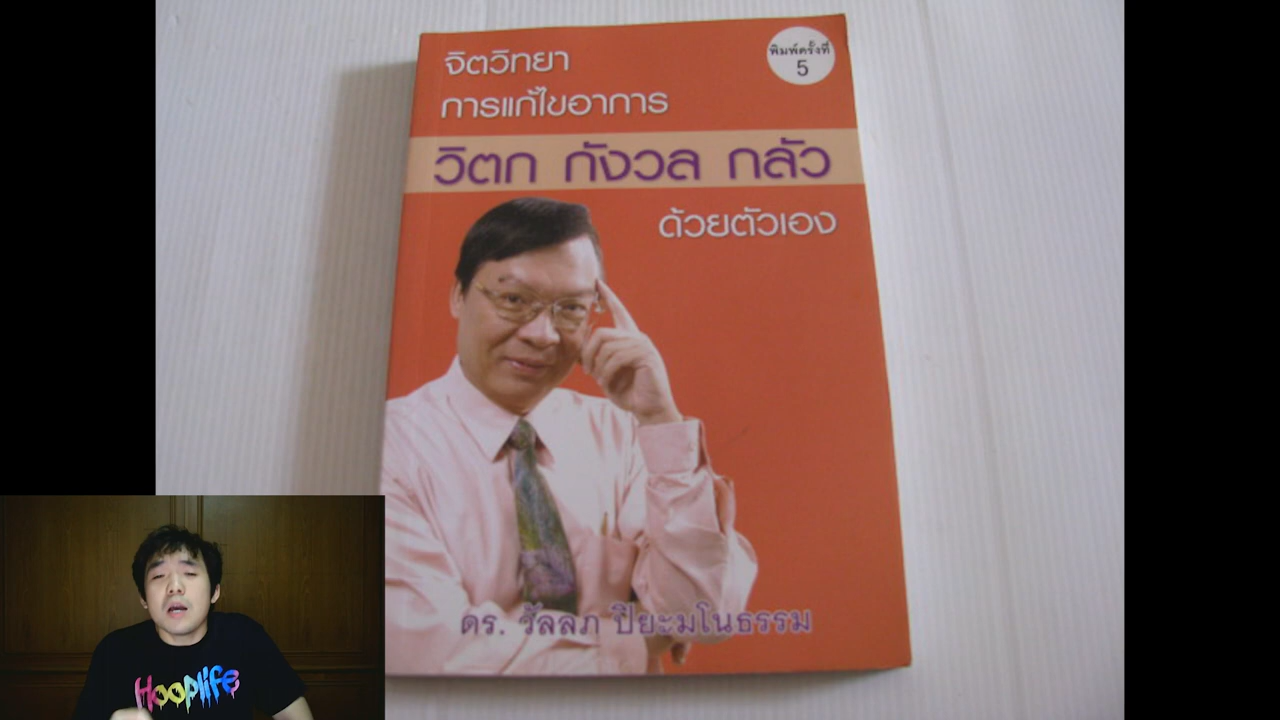 จิตวิทยา
การแก้ไขอาการ
พิมพ์ครั้งที่
5
วิตก กังวล กลัว
ด้วยตัวเอง
ดร. วัลลภ ปิยะมโนธรรม
Hooplife